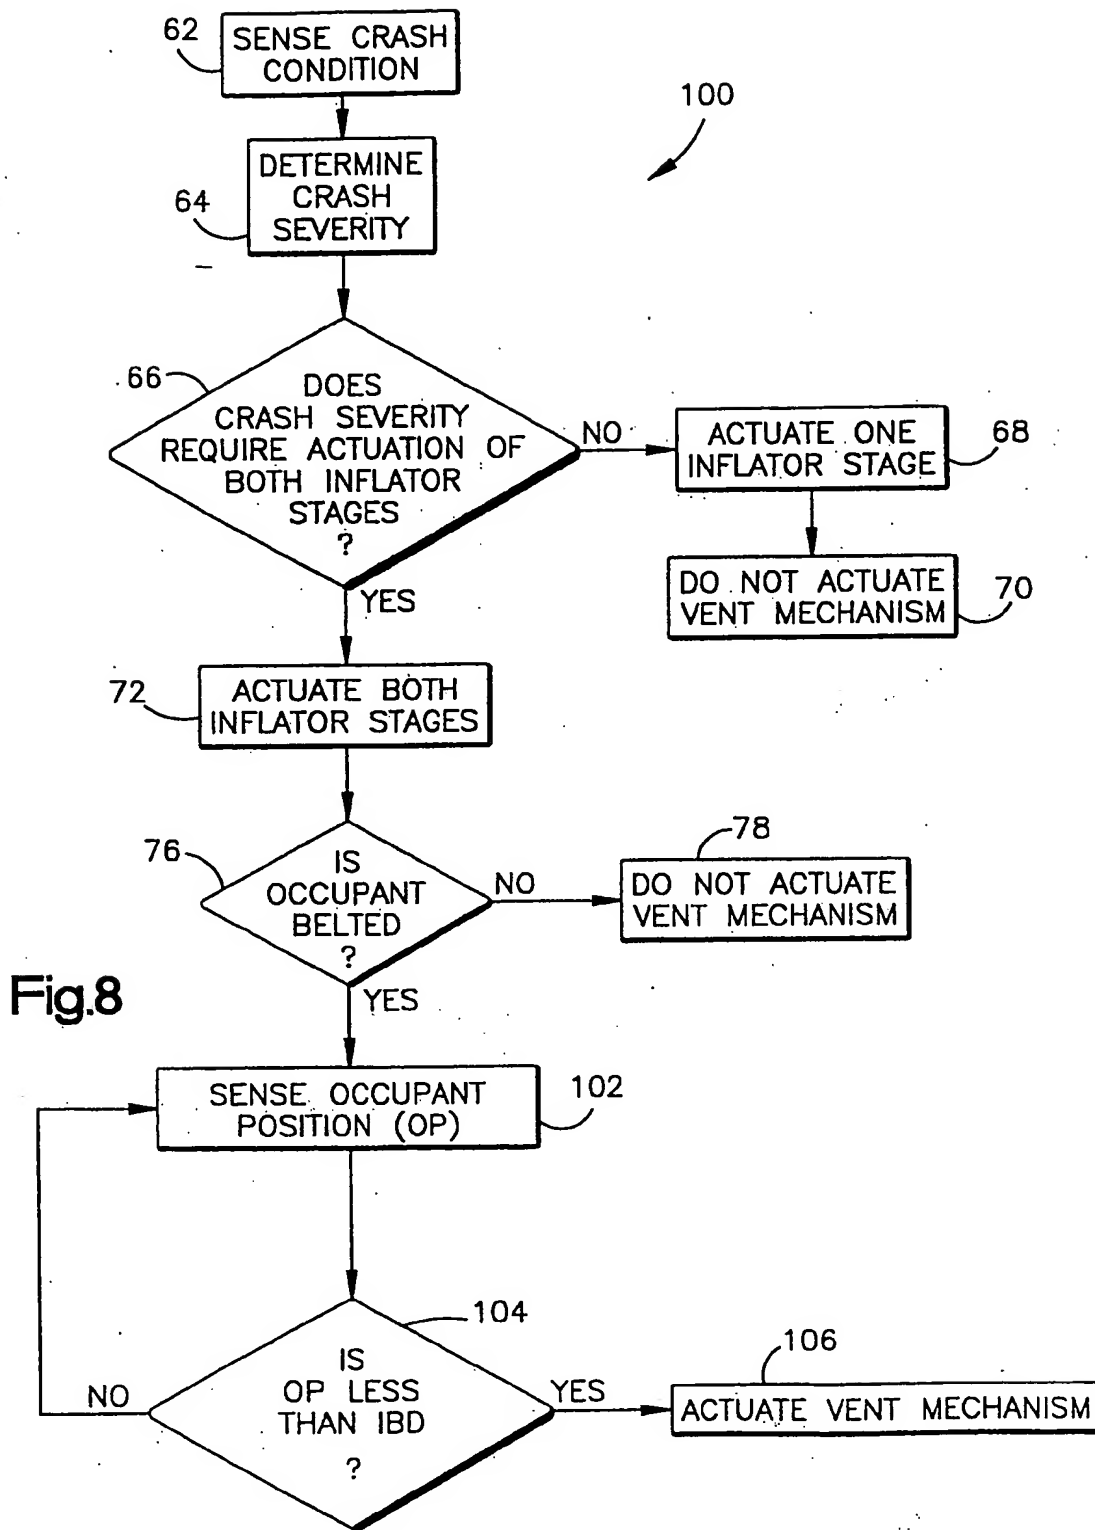 62
SENSE CRASH
CONDITION
100
64
DETERMINE
CRASH
SEVERITY
66
DOES
CRASH SEVERITY
REQUIRE ACTUATION OF
BOTH INFLATOR
STAGES
?
NO
ACTUATE ONE
INFLATOR STAGE
68
DO NOT ACTUATE
VENT MECHANISM
70
YES
72
ACTUATE BOTH
INFLATOR STAGES
76
IS
OCCUPANT
BELTED
?
NO
78
DO NOT ACTUATE
VENT MECHANISM
Fig.8
YES
SENSE OCCUPANT
POSITION (OP)
102
104
IS
OP LESS
THAN IBD
?
NO
YES
106
ACTUATE VENT MECHANISM